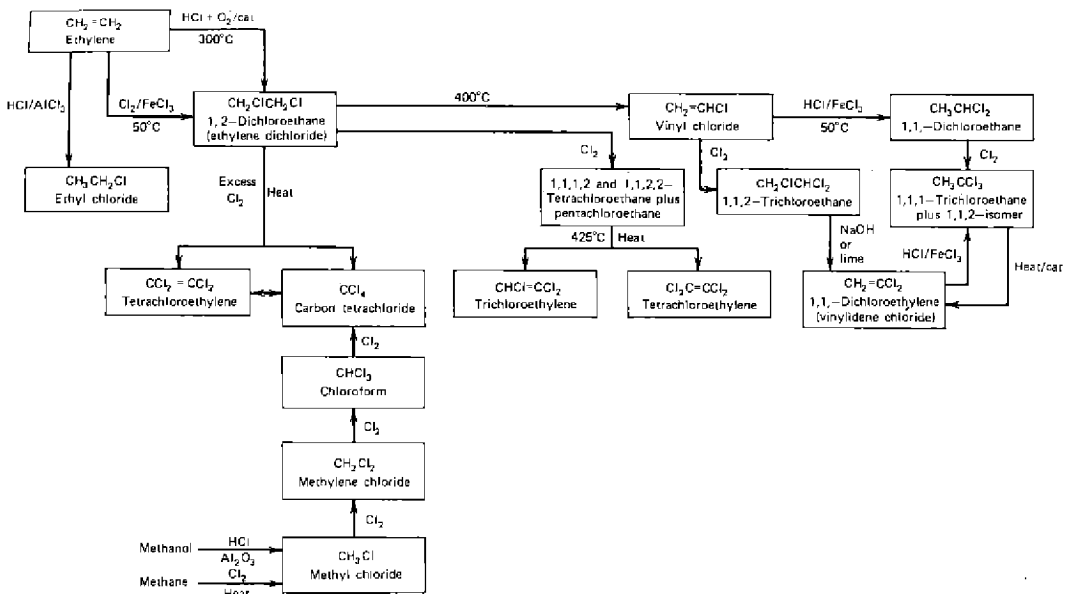 CH₂=CH₂
Ethylene
HCl + O₂/cat
300°C
HCl/AlCl₃
Cl₂/FeCl₃
50°C
CH₂ClCH₂Cl
1,2–Dichloroethane
(ethylene dichloride)
400°C
CH₂=CHCl
Vinyl chloride
HCl/FeCl₃
50°C
CH₃CHCl₂
1,1,–Dichloroethane
CH₃CH₂Cl
Ethyl chloride
Excess
Cl₂
Heat
Cl₂
1,1,1,2 and 1,1,2,2–
Tetrachloroethane plus
pentachloroethane
Cl₂
CH₂ClCHCl₂
1,1,2–Trichloroethane
Cl₂
CH₃CCl₃
1,1,1–Trichloroethane
plus 1,1,2–isomer
425°C
Heat
NaOH
or
lime
HCl/FeCl₃
Heat/cat
CCl₂=CCl₂
Tetrachloroethylene
CCl₄
Carbon tetrachloride
CHCl=CCl₂
Trichloroethylene
Cl₂C=CCl₂
Tetrachloroethylene
CH₂=CCl₂
1,1,–Dichloroethylene
(vinylidene chloride)
Cl₂
CHCl₃
Chloroform
Cl₂
CH₂Cl₂
Methylene chloride
Cl₂
Methanol
HCl
Al₂O₃
CH₃Cl
Methyl chloride
Methane
Cl₂
Heat